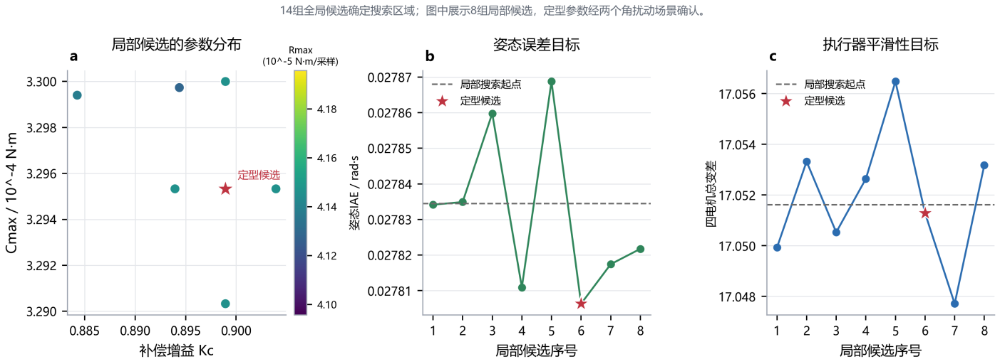 14组全局候选确定搜索区域；图中展示8组局部候选，定型参数经两个角扰动场景确认。
局部候选的参数分布
a
Rmax
(10^-5 N·m/采样)
3.300
3.298
3.296
3.294
3.292
3.290
Cmax / 10^-4 N·m
定型候选
4.18
4.16
4.14
4.12
4.10
0.885
0.890
0.895
0.900
补偿增益 Kc
姿态误差目标
b
局部搜索起点
定型候选
0.02787
0.02786
0.02785
0.02784
0.02783
0.02782
0.02781
姿态IAE / rad·s
1
2
3
4
5
6
7
8
局部候选序号
执行器平滑性目标
c
局部搜索起点
定型候选
17.056
17.054
17.052
17.050
17.048
四电机总变差
1
2
3
4
5
6
7
8
局部候选序号